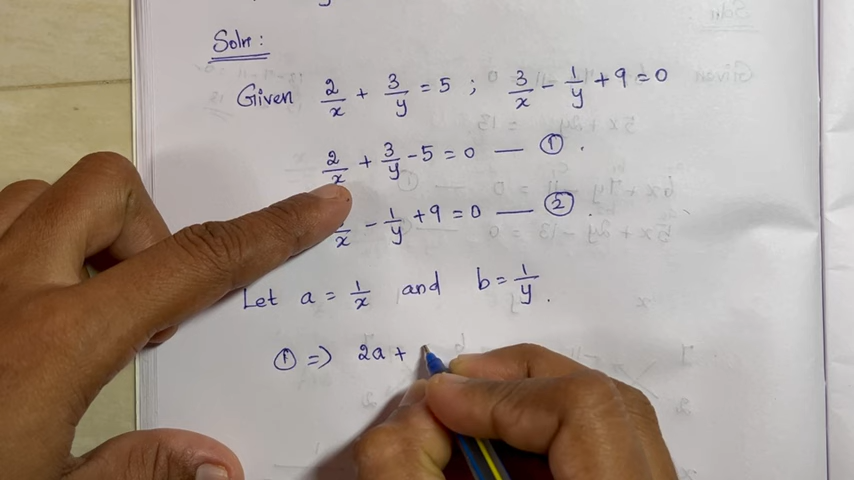 Soln:
Given 2/x + 3/y = 5 ; 3/x - 1/y + 9 = 0
2/x + 3/y - 5 = 0 — ①.
/x - 1/y + 9 = 0 — ②.
Let a = 1/x and b = 1/y.
① => 2a +